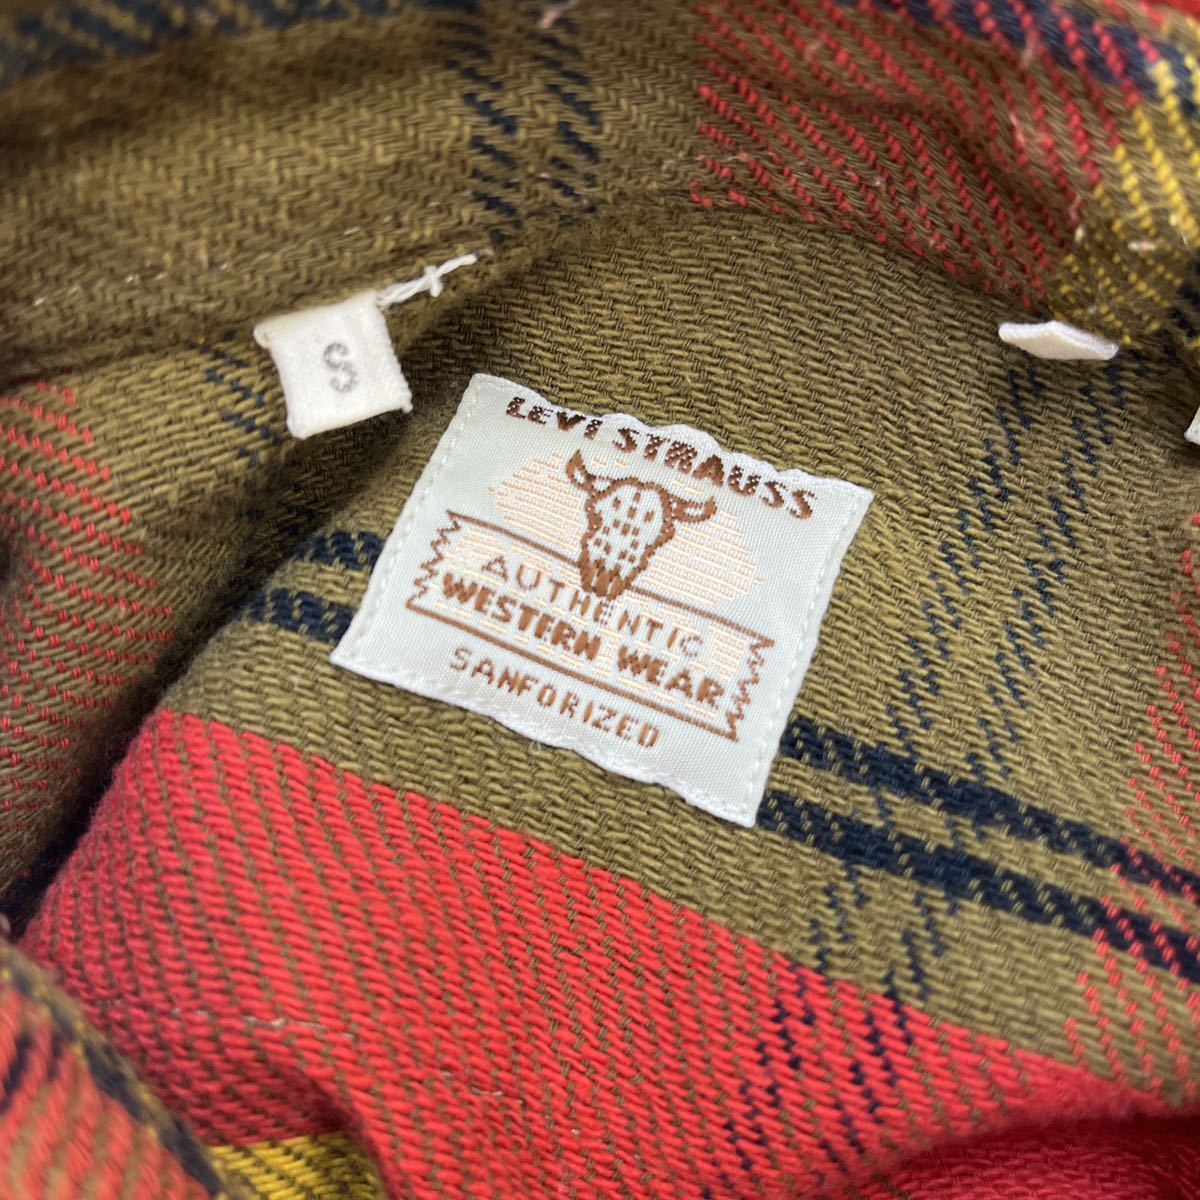 S
LEVI STRAUSS
AUTHENTIC
WESTERN WEAR
SANFORIZED